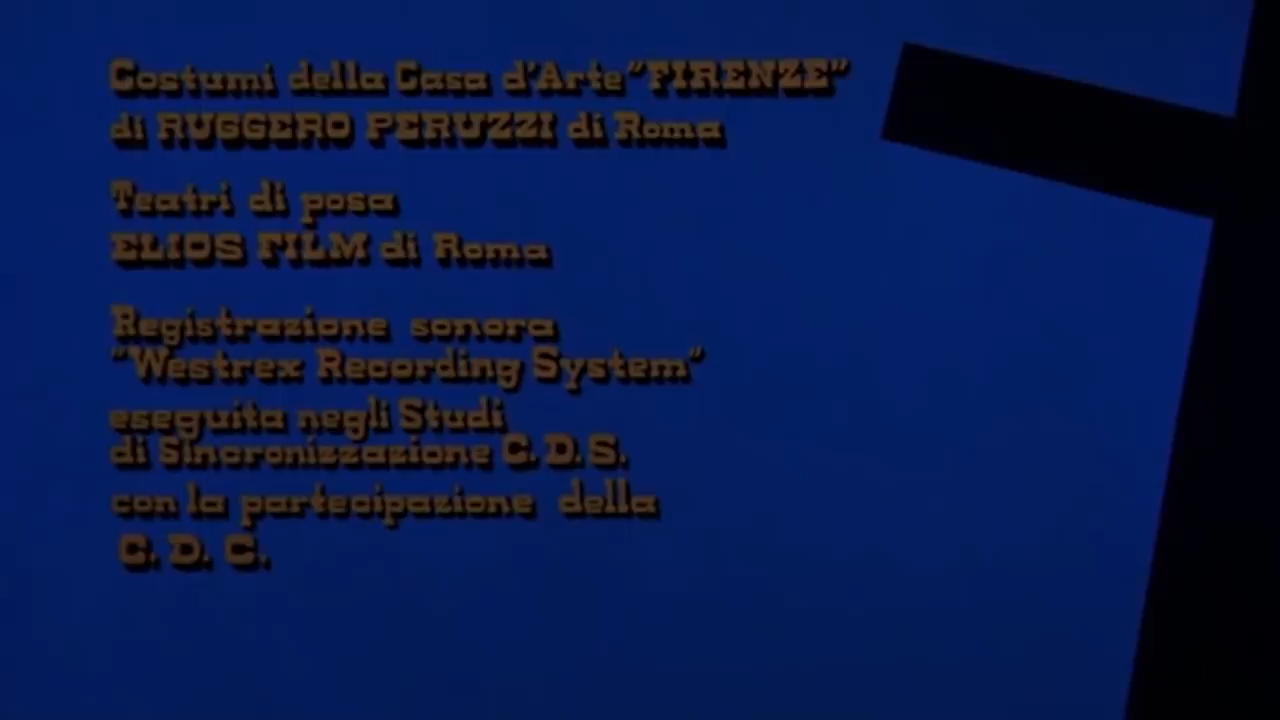 Costumi della Casa d'Arte "FIRENZE"
di RUGGERO PERUZZI di Roma
Teatri di posa
ELIOS FILM di Roma
Registrazione sonora
"Westrex Recording System"
eseguita negli Studi
di Sincronizzazione C. D. S.
con la partecipazione della
C. D. C.